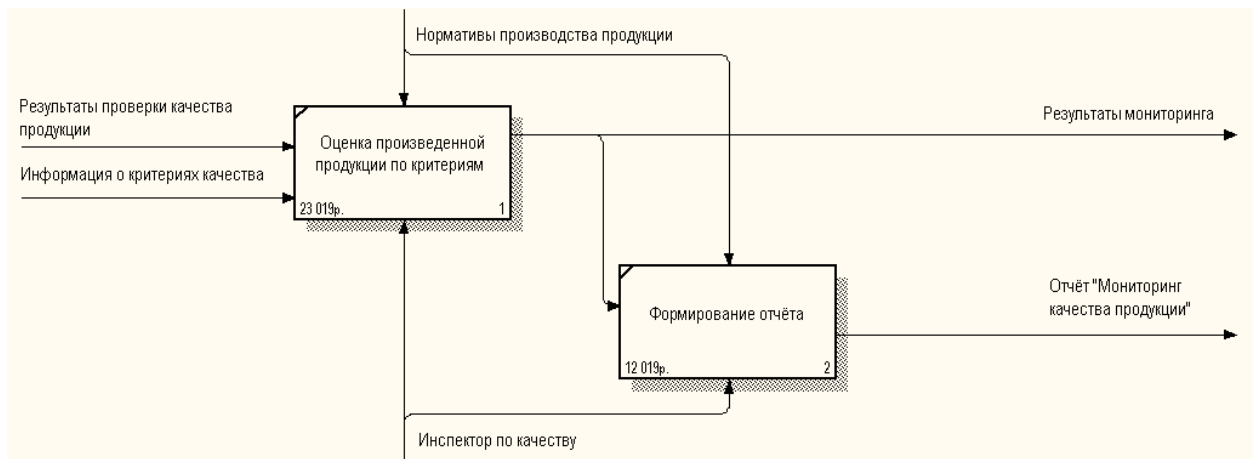 Нормативы производства продукции
Результаты проверки качества
продукции
Результаты мониторинга
Оценка произведенной
продукции по критериям
Информация о критериях качества
23 019р.
1
Отчёт "Мониторинг
качества продукции"
Формирование отчёта
12 019р.
2
Инспектор по качеству